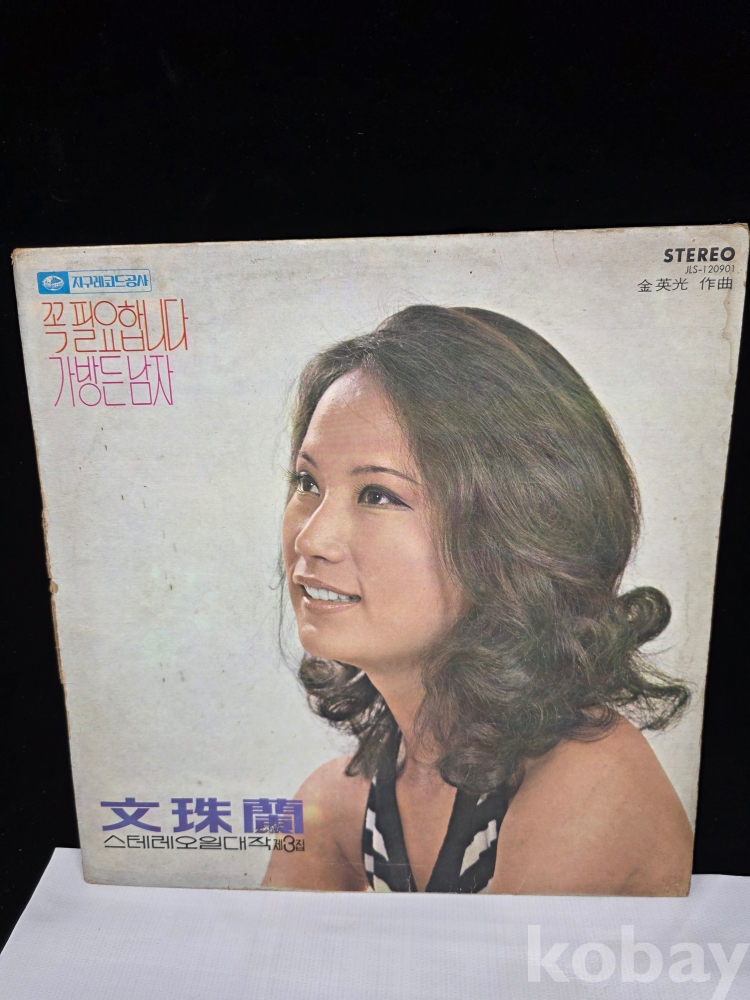 지구레코드공사
STEREO
JLS-120901
金英光 作曲
꼭 필요합니다
가방든 남자
文珠蘭
스테레오일대작 제3집
kobay